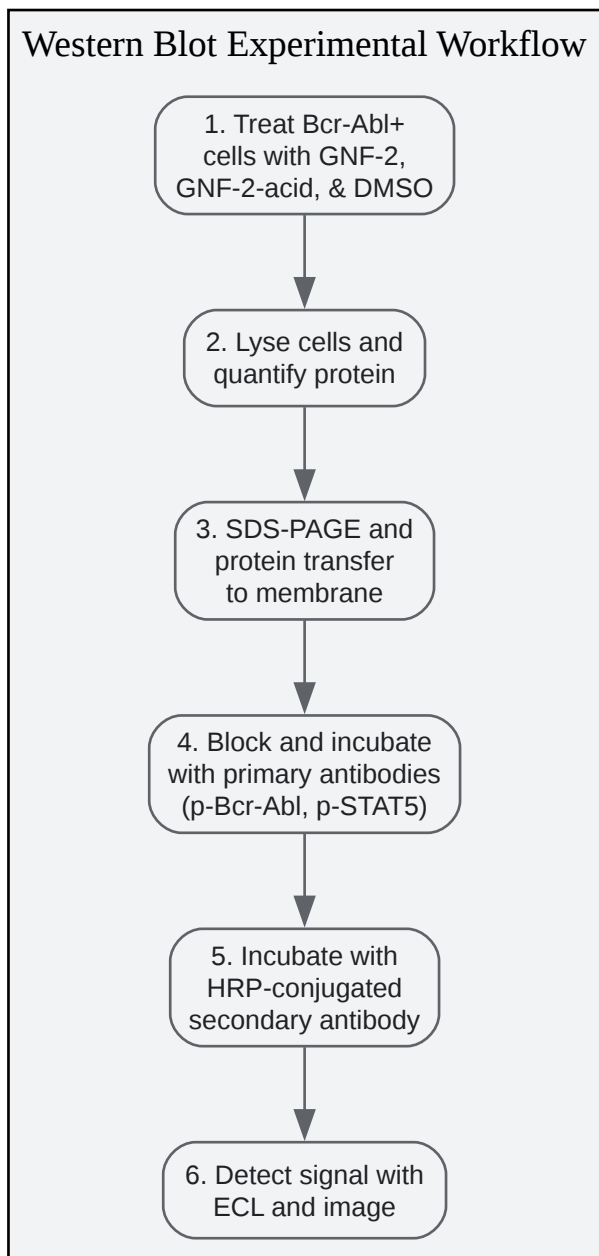 Western Blot Experimental Workflow
1. Treat Bcr-Abl+
cells with GNF-2,
GNF-2-acid, & DMSO
2. Lyse cells and
quantify protein
3. SDS-PAGE and
protein transfer
to membrane
4. Block and incubate
with primary antibodies
(p-Bcr-Abl, p-STAT5)
5. Incubate with
HRP-conjugated
secondary antibody
6. Detect signal with
ECL and image